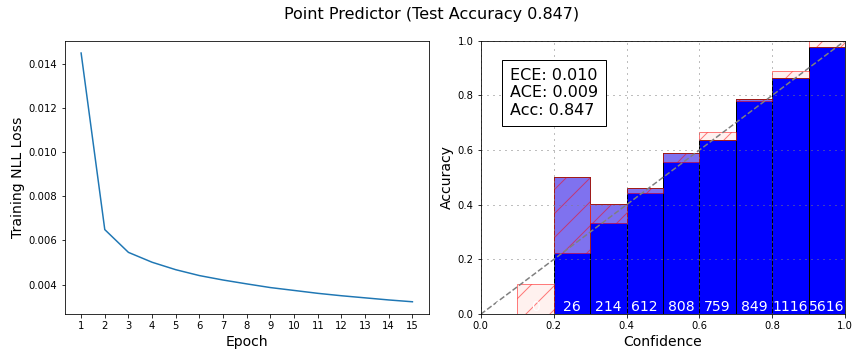 Point Predictor (Test Accuracy 0.847)
Training NLL Loss
0.014
0.012
0.010
0.008
0.006
0.004
1 2 3 4 5 6 7 8 9 10 11 12 13 14 15
Epoch
Accuracy
1.0
0.8
0.6
0.4
0.2
0.0
ECE: 0.010
ACE: 0.009
Acc: 0.847
26 214 612 808 759 849 1116 5616
0.0 0.2 0.4 0.6 0.8 1.0
Confidence